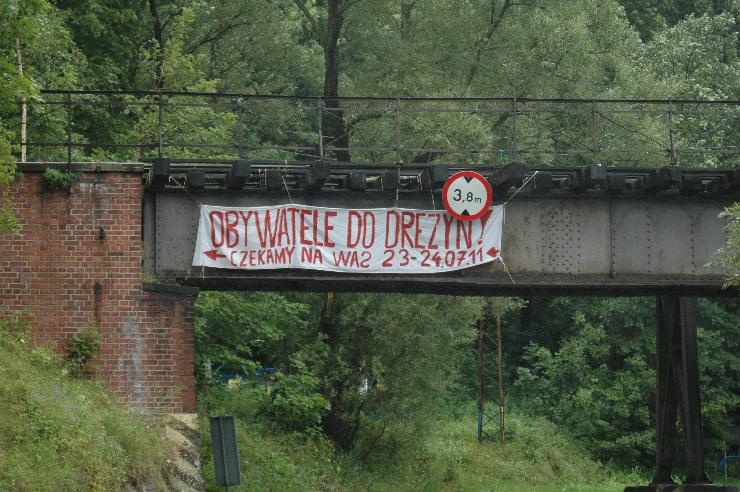 3,8m
OBYWATELE DO DREZYN!
CZEKAMY NA WAS 23-24.07.11